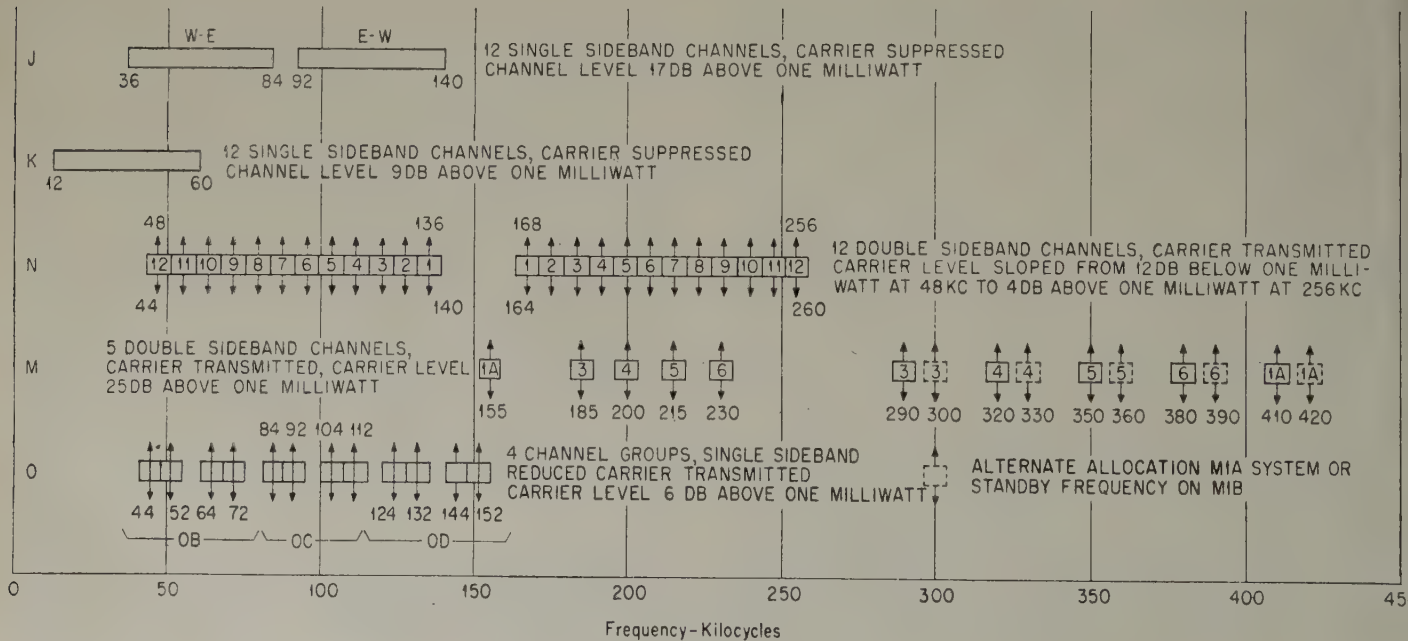 W-E E-W
J
36 84 92 140
12 SINGLE SIDEBAND CHANNELS, CARRIER SUPPRESSED
CHANNEL LEVEL 17DB ABOVE ONE MILLIWATT
K
12 60
12 SINGLE SIDEBAND CHANNELS, CARRIER SUPPRESSED
CHANNEL LEVEL 9DB ABOVE ONE MILLIWATT
48 136 168 256
N
12 11 10 9 8 7 6 5 4 3 2 1
1 2 3 4 5 6 7 8 9 10 11 12
44 140 164 260
12 DOUBLE SIDEBAND CHANNELS, CARRIER TRANSMITTED
CARRIER LEVEL SLOPED FROM 12DB BELOW ONE MILLI-
WATT AT 48KC TO 4DB ABOVE ONE MILLIWATT AT 256KC
M
5 DOUBLE SIDEBAND CHANNELS,
CARRIER TRANSMITTED, CARRIER LEVEL
25DB ABOVE ONE MILLIWATT
1A 3 4 5 6 3 3 4 4 5 5 6 6 1A 1A
155 185 200 215 230 290 300 320 330 350 360 380 390 410 420
84 92 104 112
O
4 CHANNEL GROUPS, SINGLE SIDEBAND
REDUCED CARRIER TRANSMITTED
CARRIER LEVEL 6 DB ABOVE ONE MILLIWATT
ALTERNATE ALLOCATION M1A SYSTEM OR
STANDBY FREQUENCY ON M1B
44 52 64 72 124 132 144 152
OB OC OD
0 50 100 150 200 250 300 350 400 45
Frequency-Kilocycles